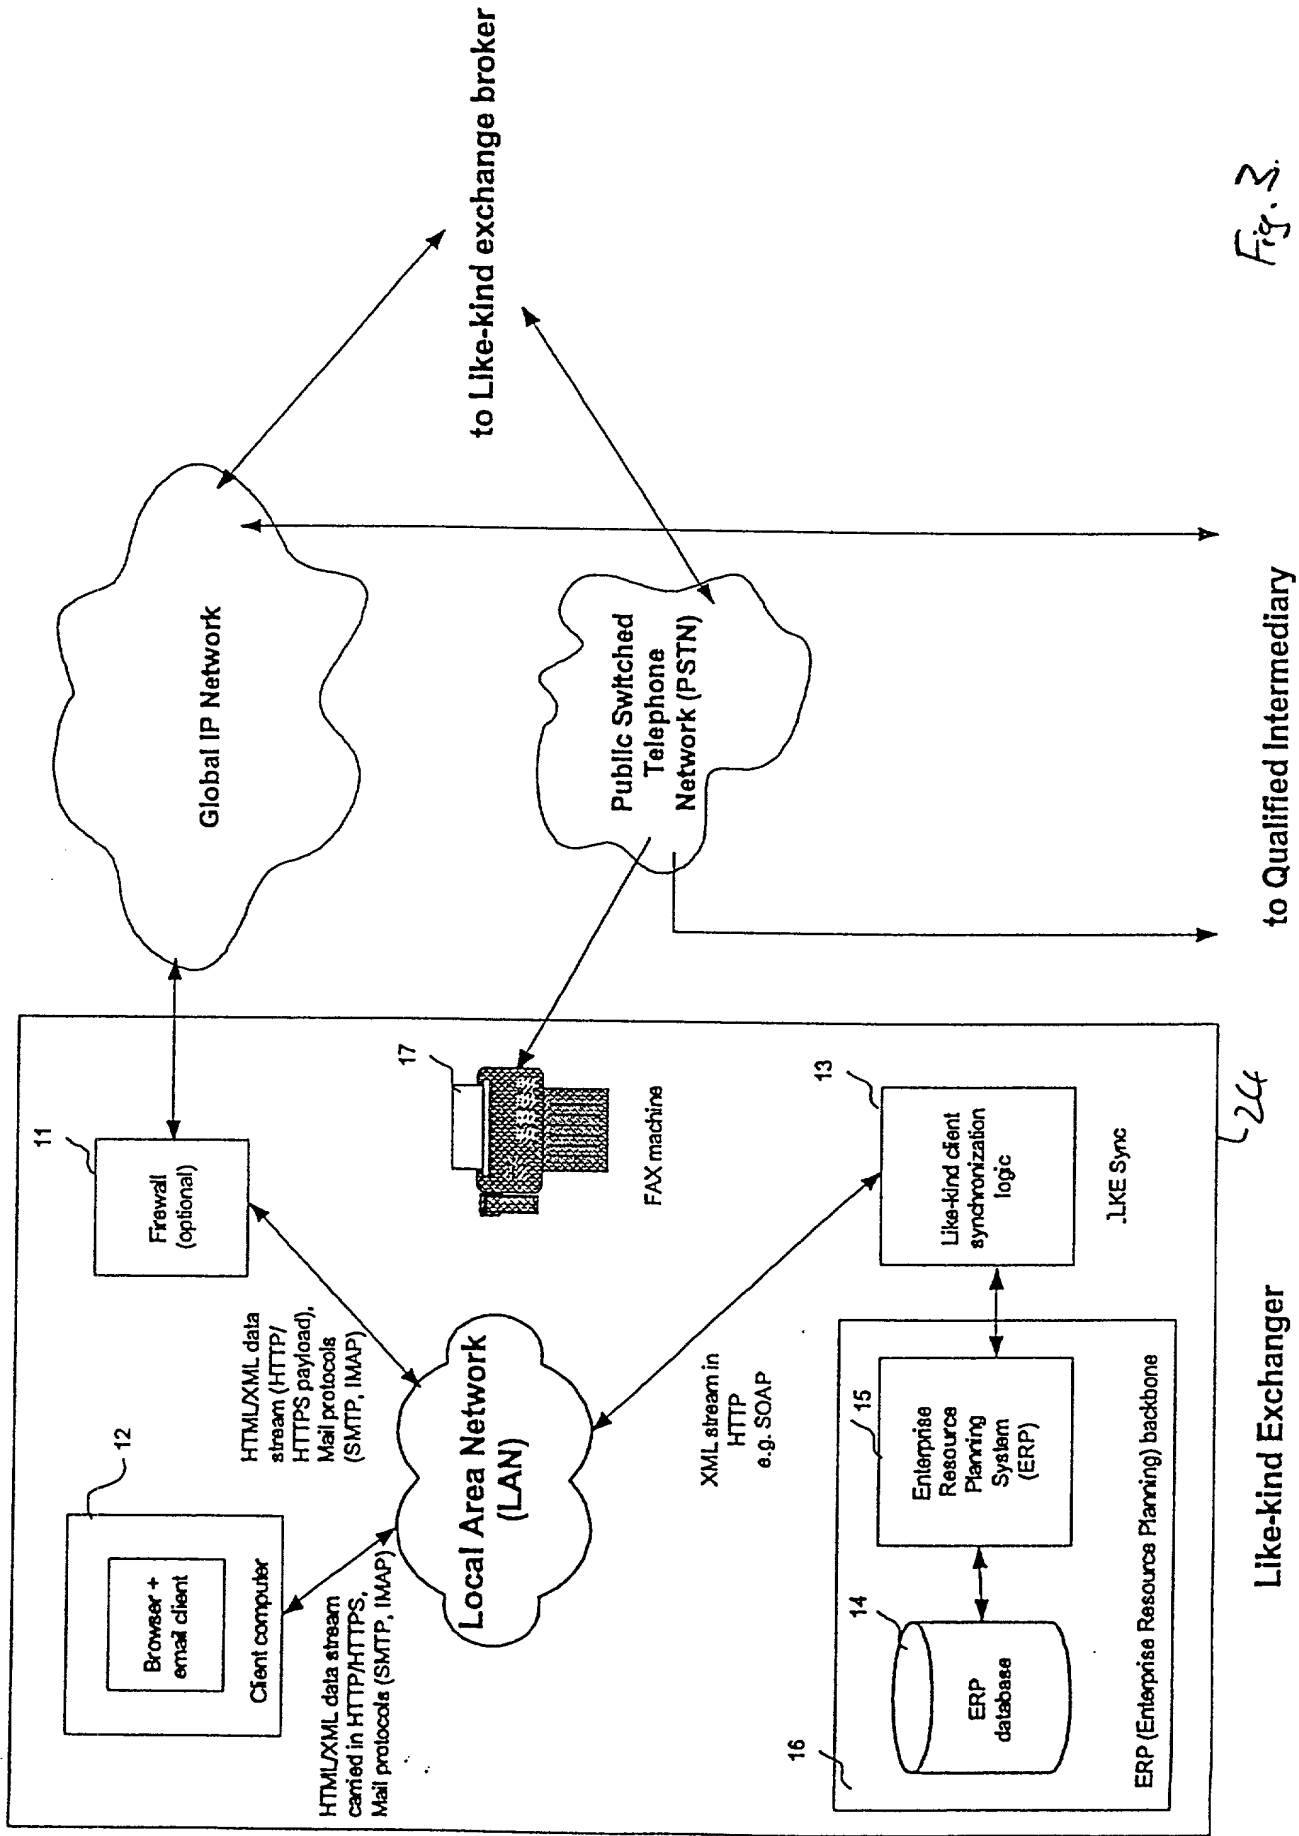 12
Browser +
email client
Client computer
HTML/XML data stream
carried in HTTP/HTTPS,
Mail protocols (SMTP, IMAP)
11
Firewall
(optional)
HTML/XML data
stream (HTTP/
HTTPS payload),
Mail protocols
(SMTP, IMAP)
Local Area Network
(LAN)
17
FAX machine
XML stream in
HTTP
e.g. SOAP
13
Like-kind client
synchronization
logic
LKE Sync
16
14
ERP
database
15
Enterprise
Resource
Planning
System
(ERP)
ERP (Enterprise Resource Planning) backbone
24
Like-kind Exchanger
Global IP Network
Public Switched
Telephone
Network (PSTN)
to Like-kind exchange broker
to Qualified Intermediary
Fig. 3.